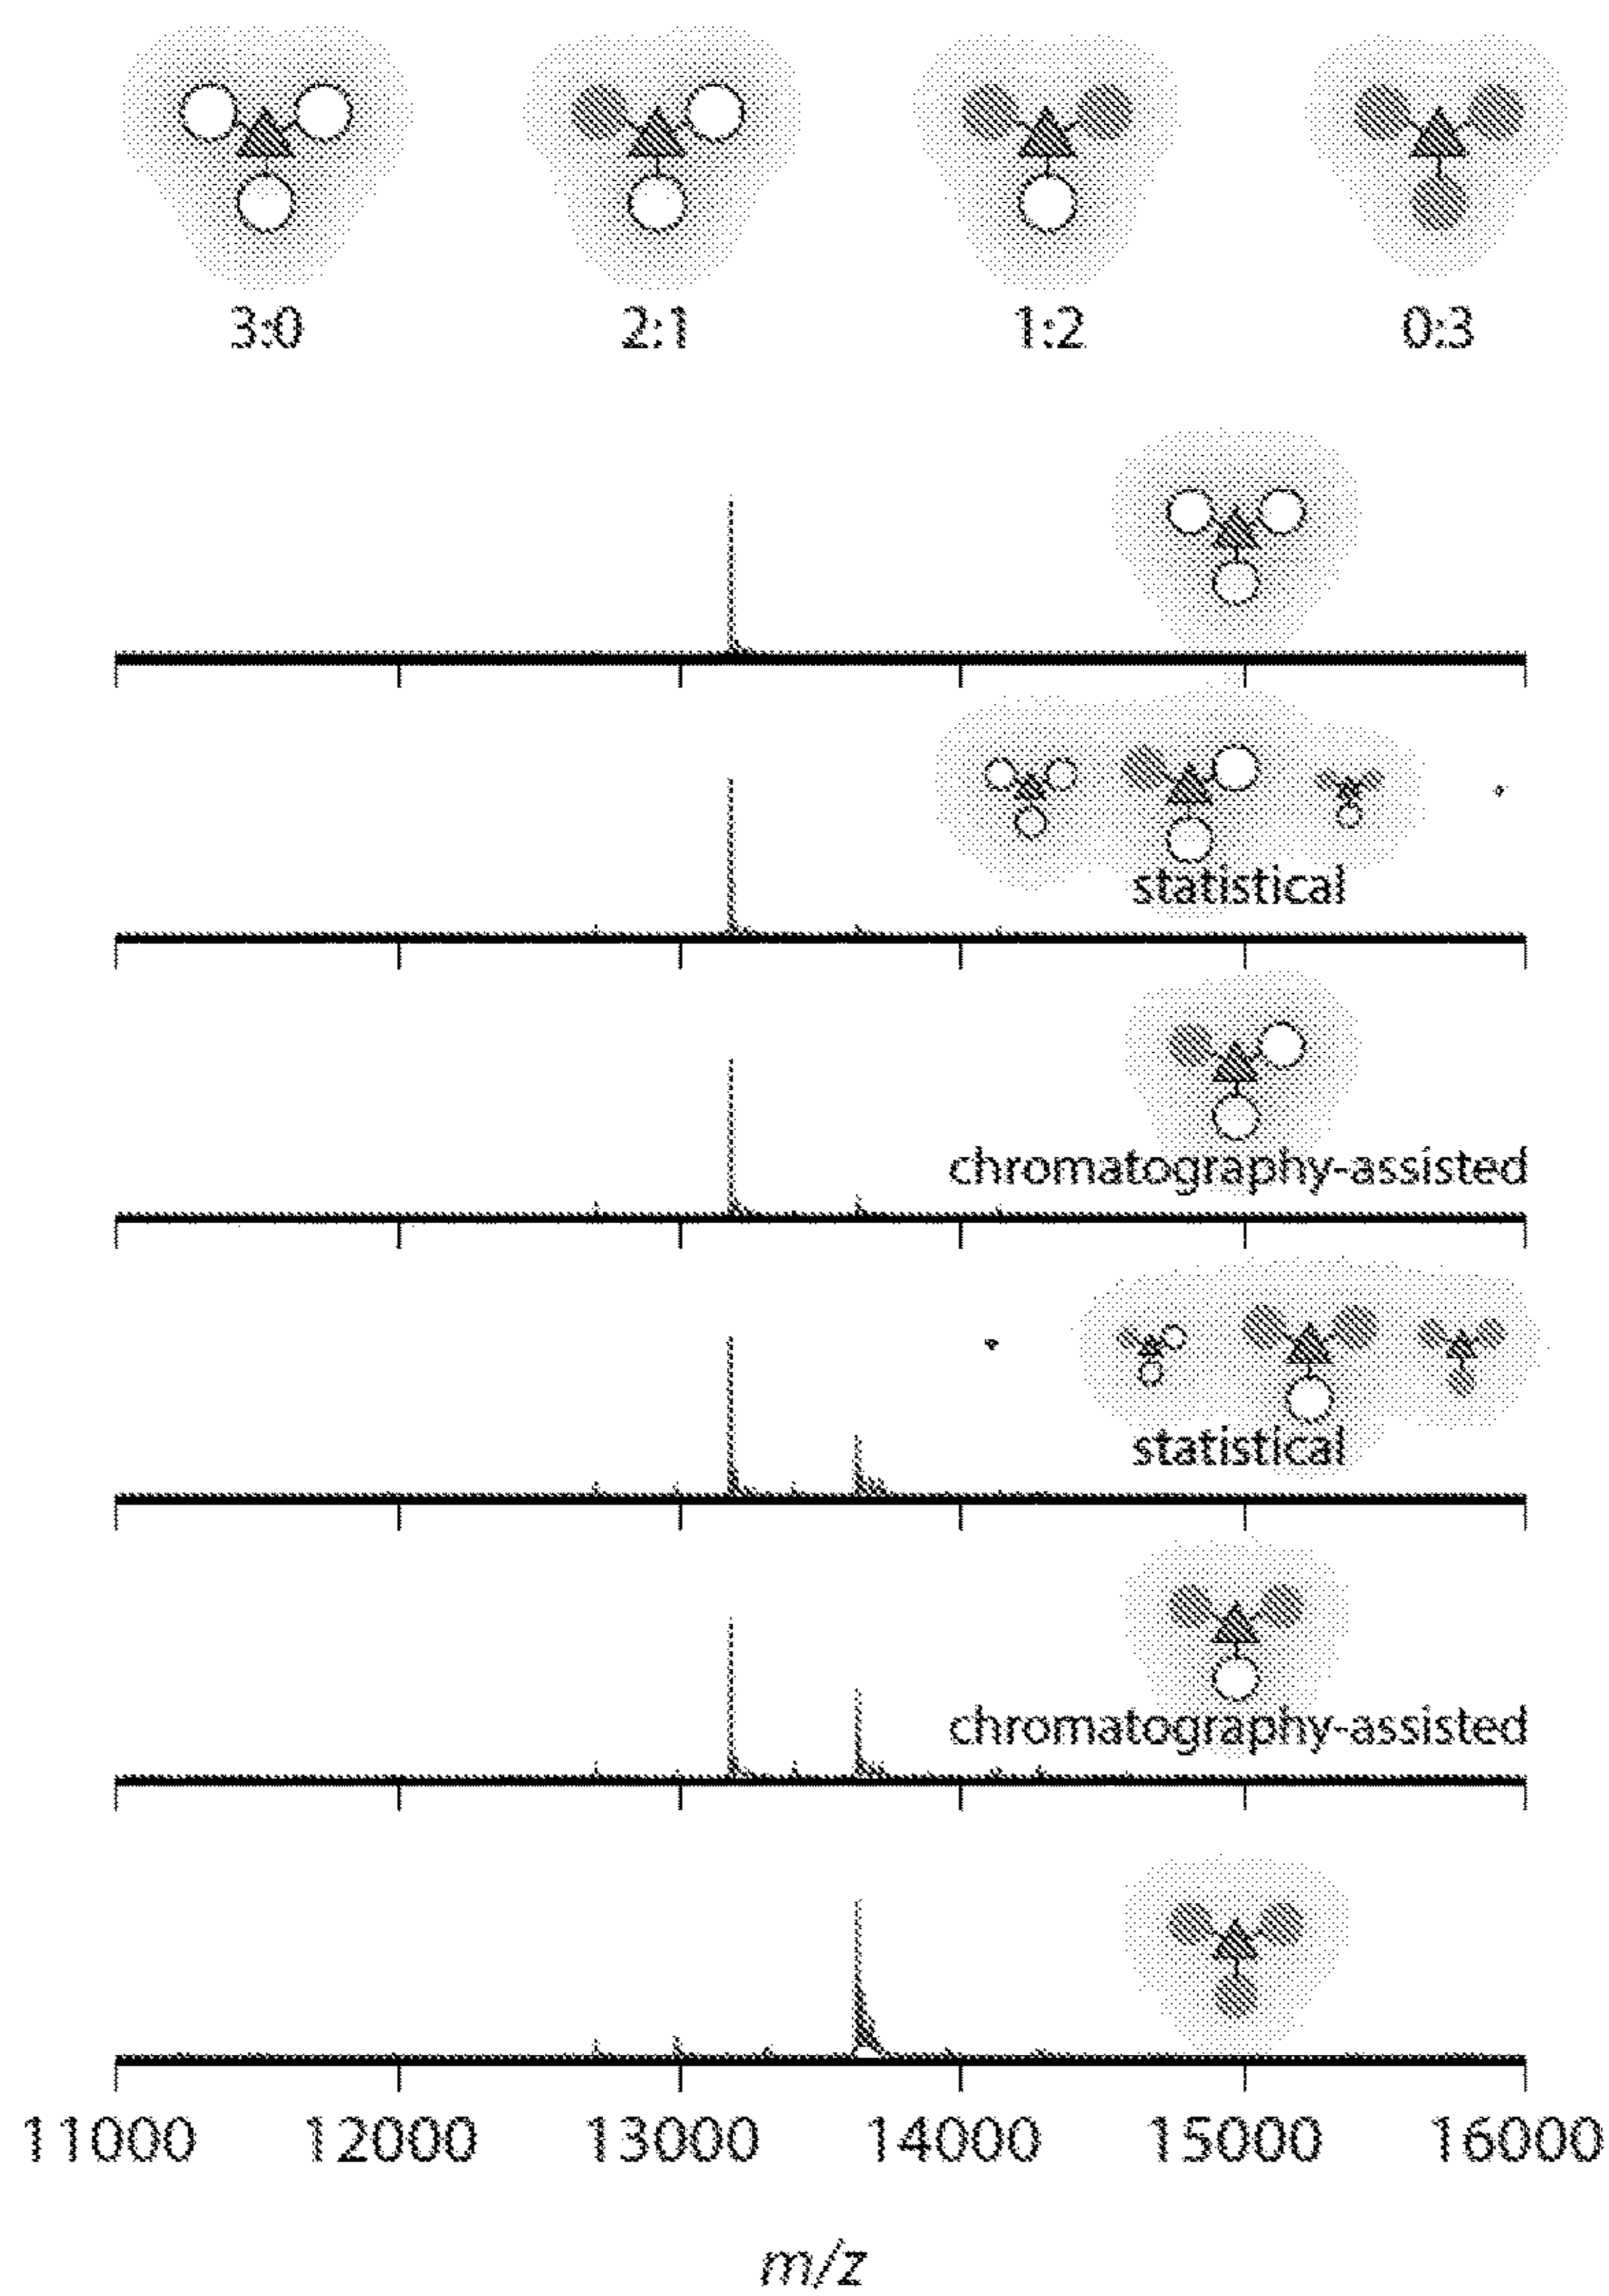 3:0 2:1 1:2 0:3
statistical
chromatography-assisted
statistical
chromatography-assisted
11000 12000 13000 14000 15000 16000
m/z